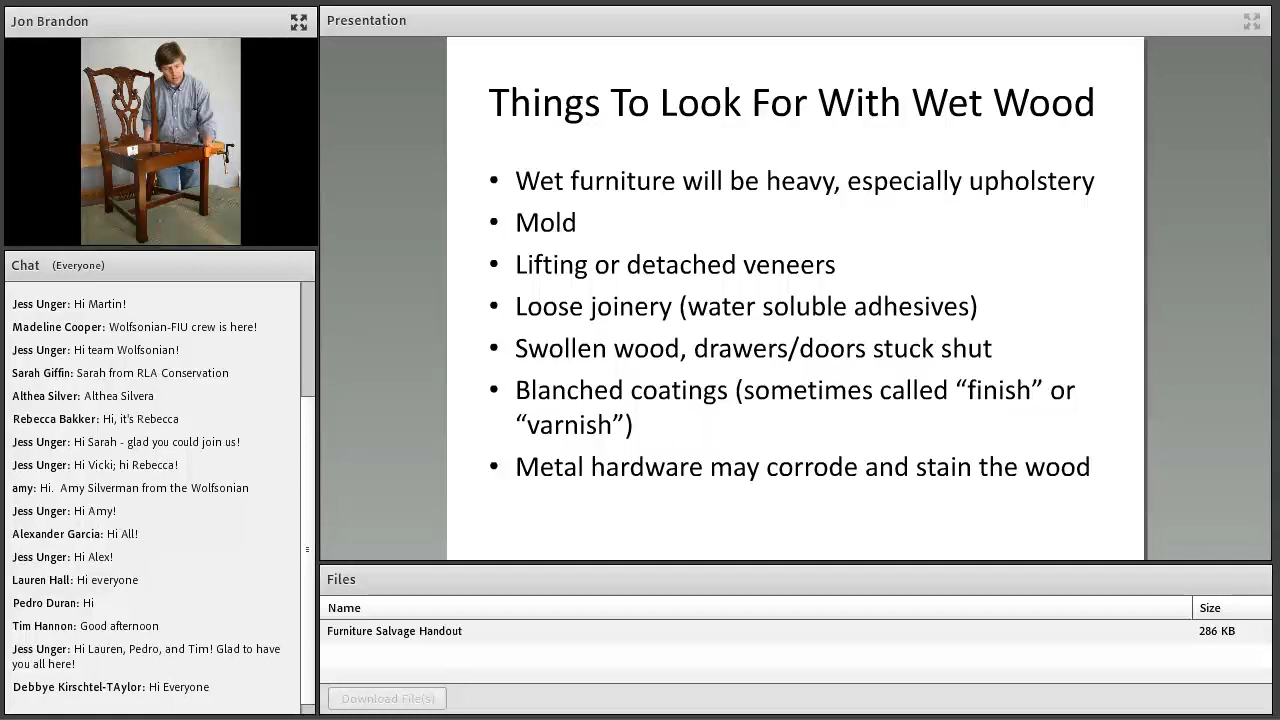 Jon Brandon
Chat (Everyone)
Jess Unger: Hi Martin!
Madeline Cooper: Wolfsonian-FIU crew is here!
Jess Unger: Hi team Wolfsonian!
Sarah Giffin: Sarah from RLA Conservation
Althea Silver: Althea Silvera
Rebecca Bakker: Hi, it's Rebecca
Jess Unger: Hi Sarah - glad you could join us!
Jess Unger: Hi Vicki; hi Rebecca!
amy: Hi. Amy Silverman from the Wolfsonian
Jess Unger: Hi Amy!
Alexander Garcia: Hi All!
Jess Unger: Hi Alex!
Lauren Hall: Hi everyone
Pedro Duran: Hi
Tim Hannon: Good afternoon
Jess Unger: Hi Lauren, Pedro, and Tim! Glad to have
you all here!
Debbye Kirschtel-TAylor: Hi Everyone
Presentation
Things To Look For With Wet Wood
• Wet furniture will be heavy, especially upholstery
• Mold
• Lifting or detached veneers
• Loose joinery (water soluble adhesives)
• Swollen wood, drawers/doors stuck shut
• Blanched coatings (sometimes called “finish” or
“varnish”)
• Metal hardware may corrode and stain the wood
Files
Name Size
Furniture Salvage Handout 286 KB
Download File(s)